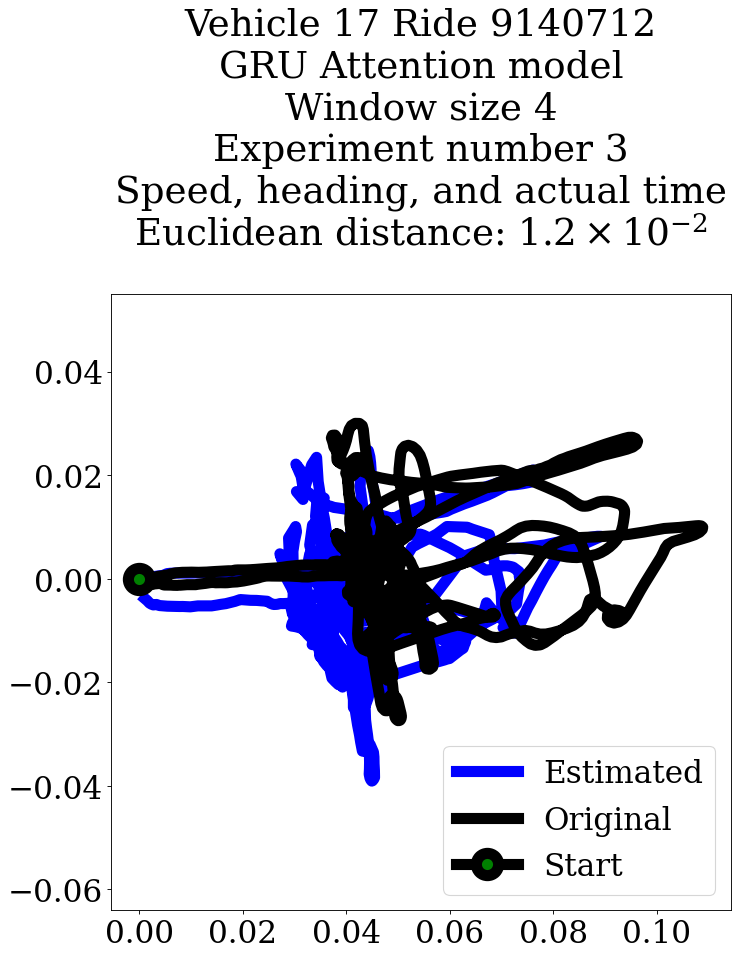 Vehicle 17 Ride 9140712
GRU Attention model
Window size 4
Experiment number 3
Speed, heading, and actual time
Euclidean distance: 1.2 × 10⁻²
0.04
0.02
0.00
−0.02
−0.04
−0.06
Estimated
Original
Start
0.00 0.02 0.04 0.06 0.08 0.10